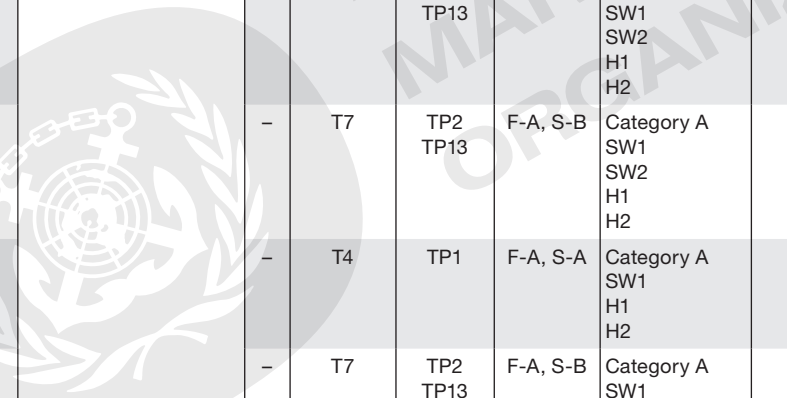 TP13 SW1
SW2
H1
H2
– T7 TP2 F-A, S-B Category A
TP13 SW1
SW2
H1
H2
– T4 TP1 F-A, S-A Category A
SW1
H1
H2
– T7 TP2 F-A, S-B Category A
TP13 SW1